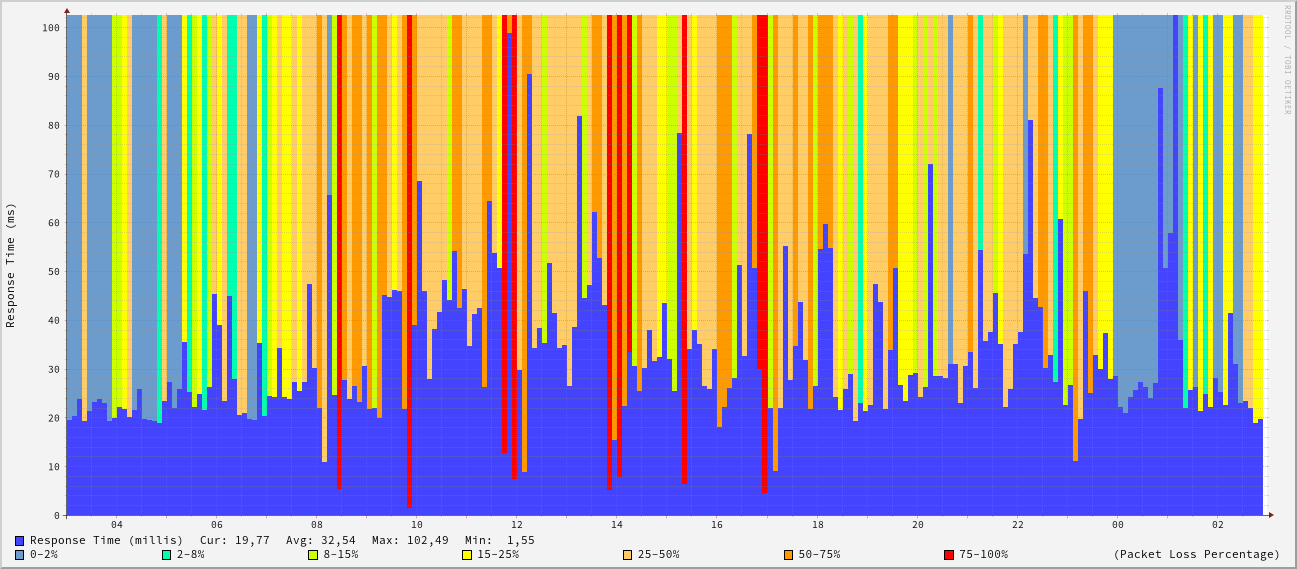 RRDTOOL / TOBI OETIKER
Response Time (ms)
100
90
80
70
60
50
40
30
20
10
0
04 06 08 10 12 14 16 18 20 22 00 02
Response Time (millis) Cur: 19,77 Avg: 32,54 Max: 102,49 Min: 1,55
0-2% 2-8% 8-15% 15-25% 25-50% 50-75% 75-100% (Packet Loss Percentage)